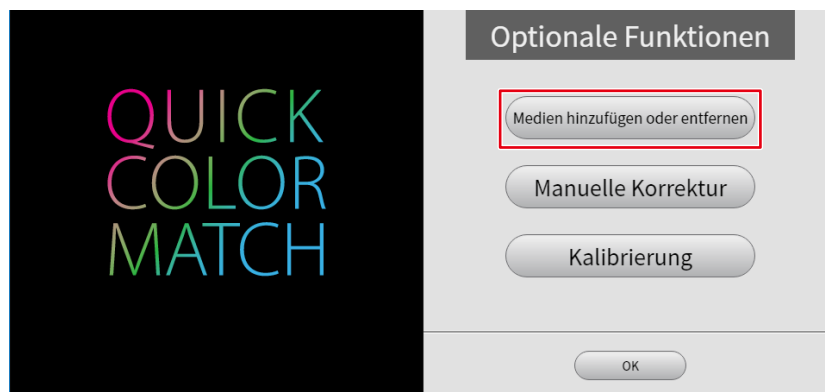 QUICK
COLOR
MATCH
Optionale Funktionen
Medien hinzufügen oder entfernen
Manuelle Korrektur
Kalibrierung
OK